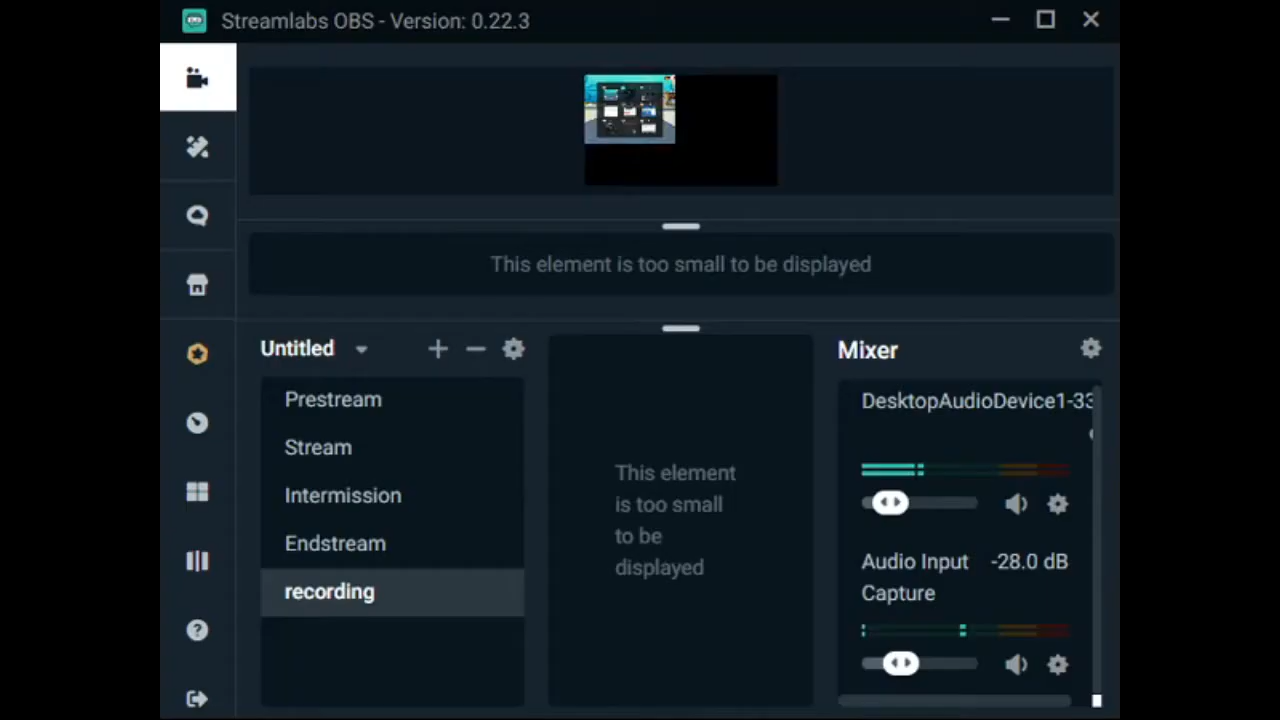 Streamlabs OBS - Version: 0.22.3
This element is too small to be displayed
Untitled
Prestream
Stream
Intermission
Endstream
recording
This element
is too small
to be
displayed
Mixer
DesktopAudioDevice1-33
Audio Input -28.0 dB
Capture